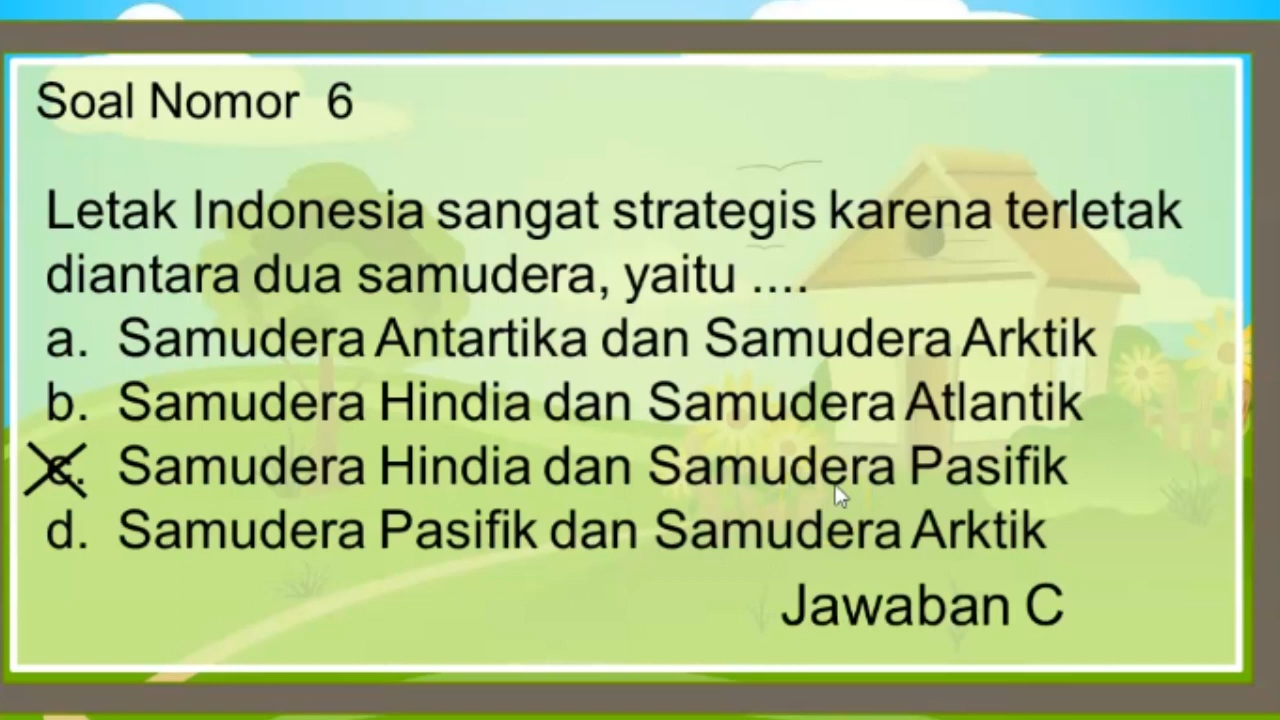 Soal Nomor 6
Letak Indonesia sangat strategis karena terletak
diantara dua samudera, yaitu ....
a. Samudera Antartika dan Samudera Arktik
b. Samudera Hindia dan Samudera Atlantik
c. Samudera Hindia dan Samudera Pasifik
d. Samudera Pasifik dan Samudera Arktik
Jawaban C